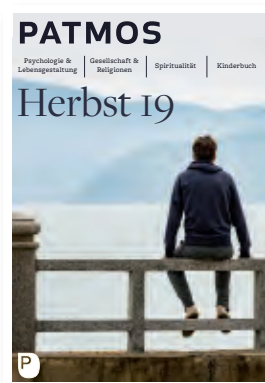 PATMOS
Psychologie &
Lebensgestaltung
Gesellschaft &
Religionen
Spiritualität
Kinderbuch
Herbst 19
P